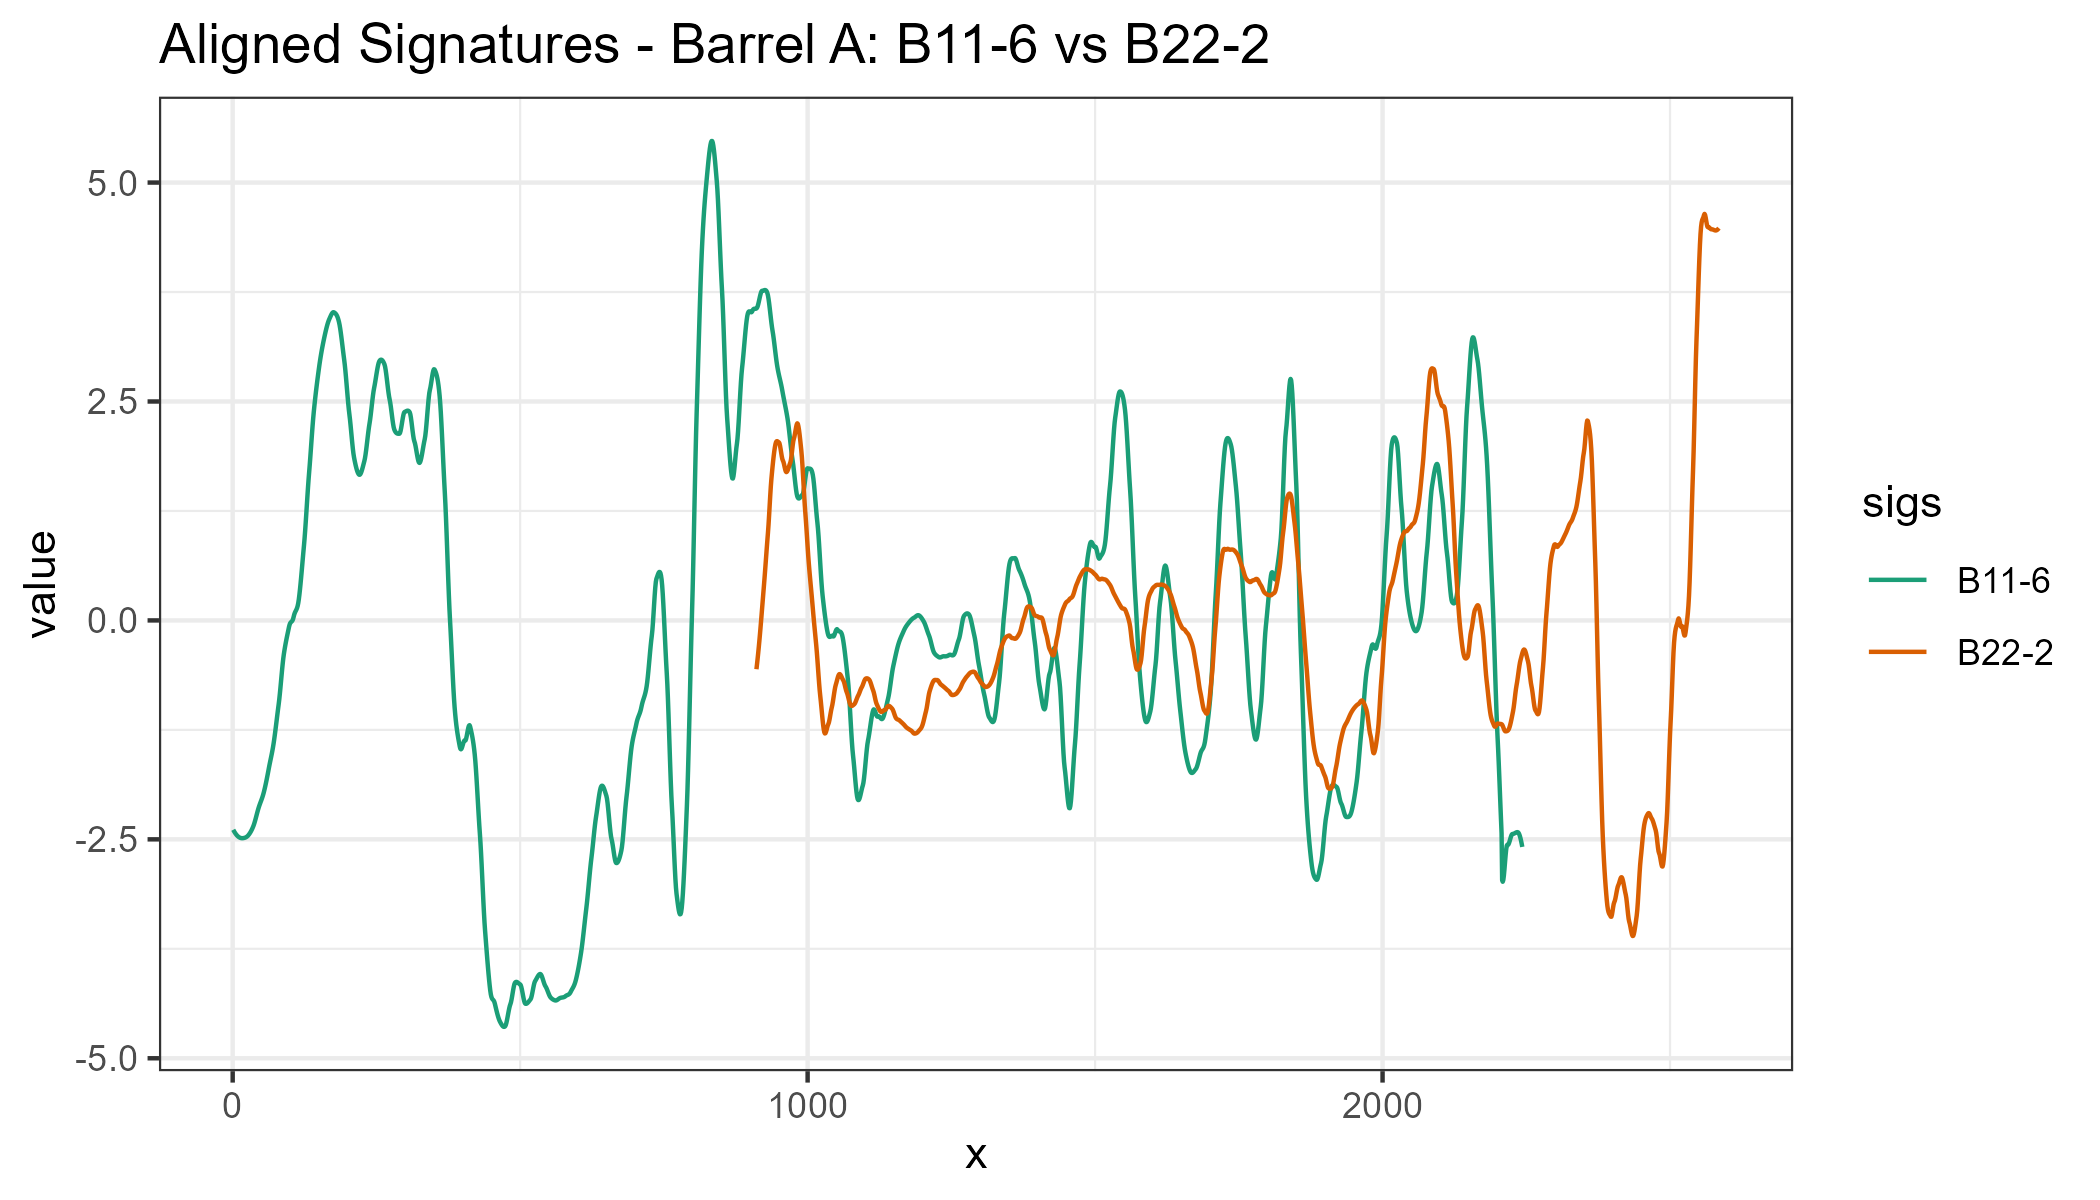 Aligned Signatures - Barrel A: B11-6 vs B22-2
value
5.0
2.5
0.0
-2.5
-5.0
0
1000
2000
x
sigs
B11-6
B22-2